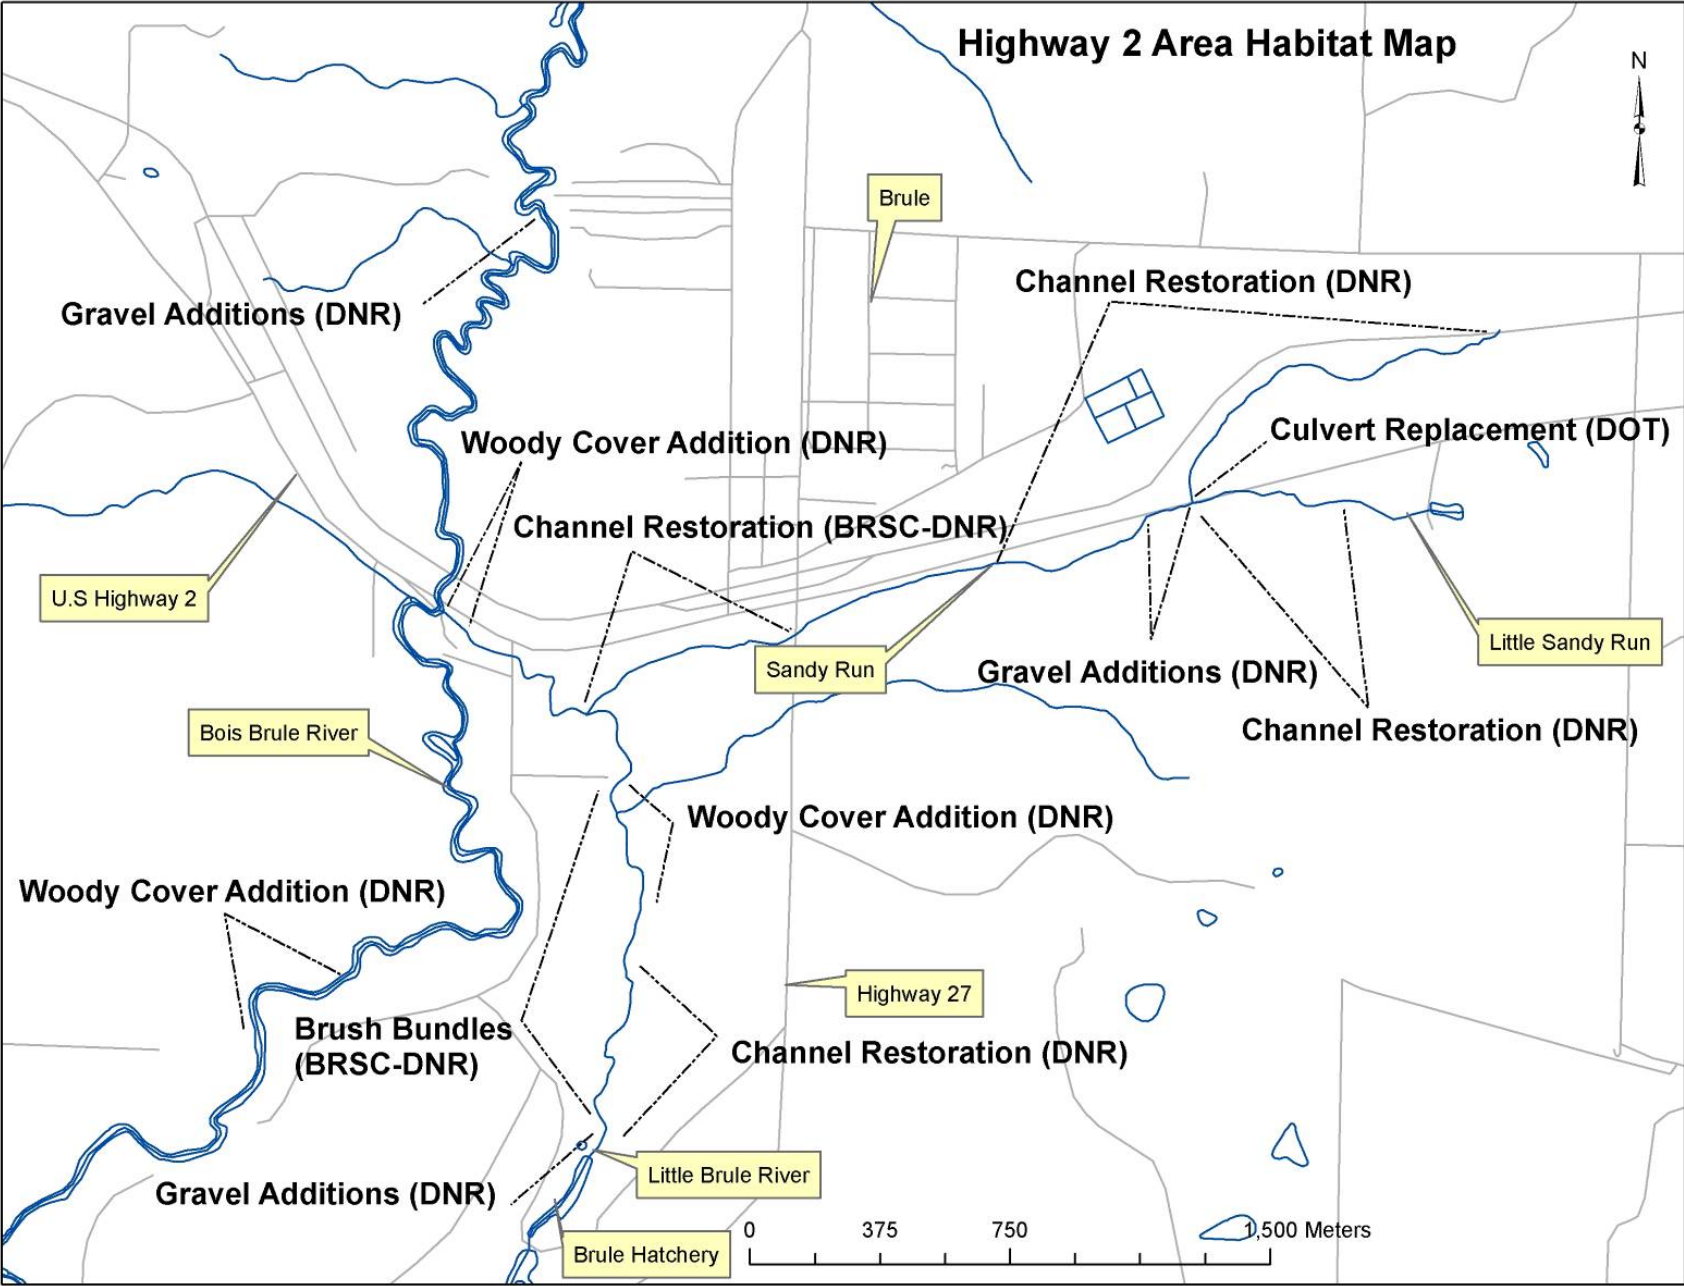 Highway 2 Area Habitat Map
N
Brule
Channel Restoration (DNR)
Gravel Additions (DNR)
Culvert Replacement (DOT)
Woody Cover Addition (DNR)
Channel Restoration (BRSC-DNR)
U.S Highway 2
Little Sandy Run
Sandy Run
Gravel Additions (DNR)
Bois Brule River
Channel Restoration (DNR)
Woody Cover Addition (DNR)
Woody Cover Addition (DNR)
Highway 27
Brush Bundles
(BRSC-DNR)
Channel Restoration (DNR)
Little Brule River
Gravel Additions (DNR)
0 375 750 1,500 Meters
Brule Hatchery